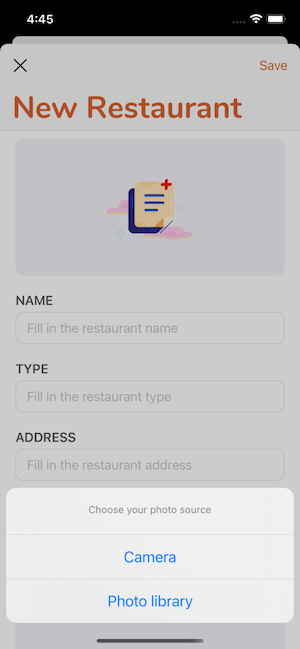 4:45
Save
New Restaurant
NAME
Fill in the restaurant name
TYPE
Fill in the restaurant type
ADDRESS
Fill in the restaurant address
Choose your photo source
Camera
Photo library